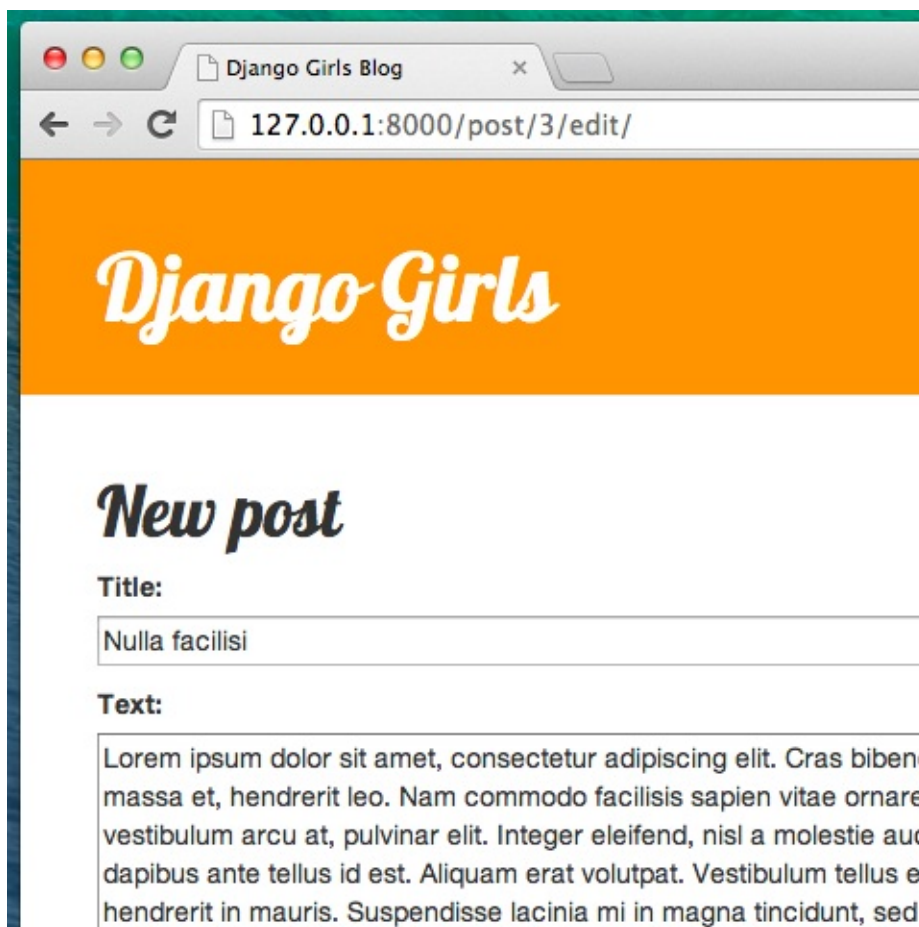 Django Girls Blog
127.0.0.1:8000/post/3/edit/
Django Girls
New post
Title:
Nulla facilisi
Text:
Lorem ipsum dolor sit amet, consectetur adipiscing elit. Cras
massa et, hendrerit leo. Nam commodo facilisis sapien vitae ornare
vestibulum arcu at, pulvinar elit. Integer eleifend, nisl a molestie
dapibus ante tellus id est. Aliquam erat volutpat. Vestibulum tellus
hendrerit in mauris. Suspendisse lacinia mi in magna tincidunt, sed